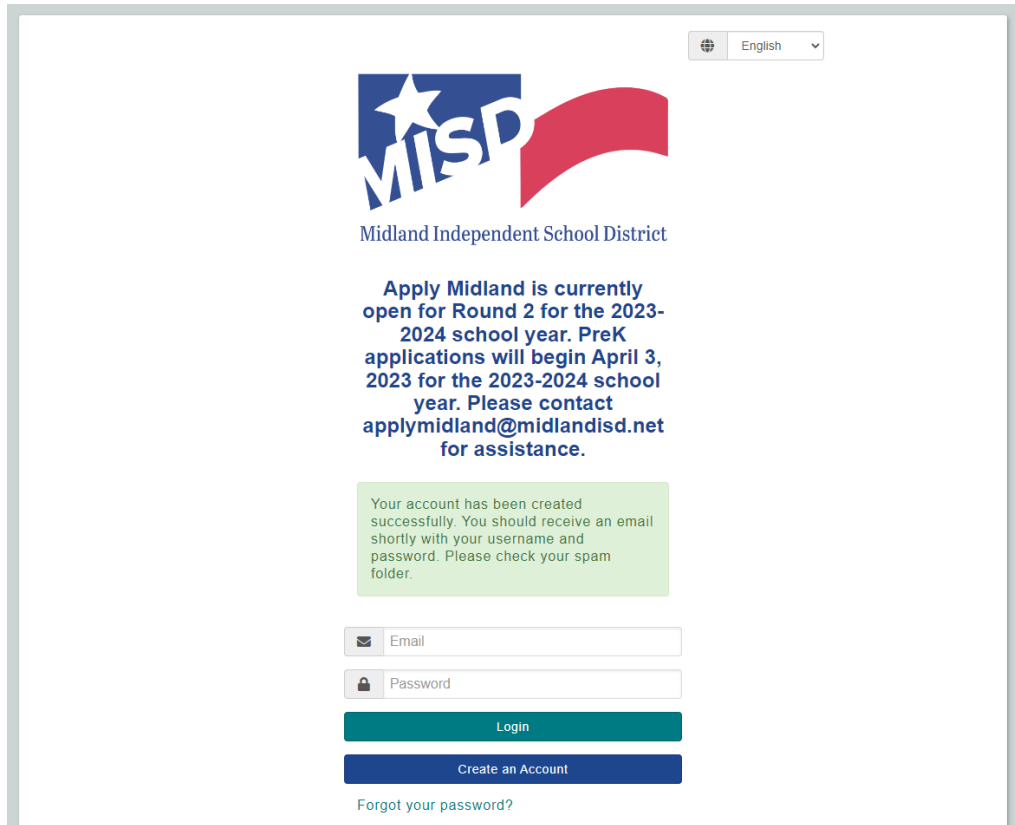 English
MISD
Midland Independent School District
Apply Midland is currently
open for Round 2 for the 2023-
2024 school year. PreK
applications will begin April 3,
2023 for the 2023-2024 school
year. Please contact
applymidland@midlandisd.net
for assistance.
Your account has been created
successfully. You should receive an email
shortly with your username and
password. Please check your spam
folder.
Email
Password
Login
Create an Account
Forgot your password?